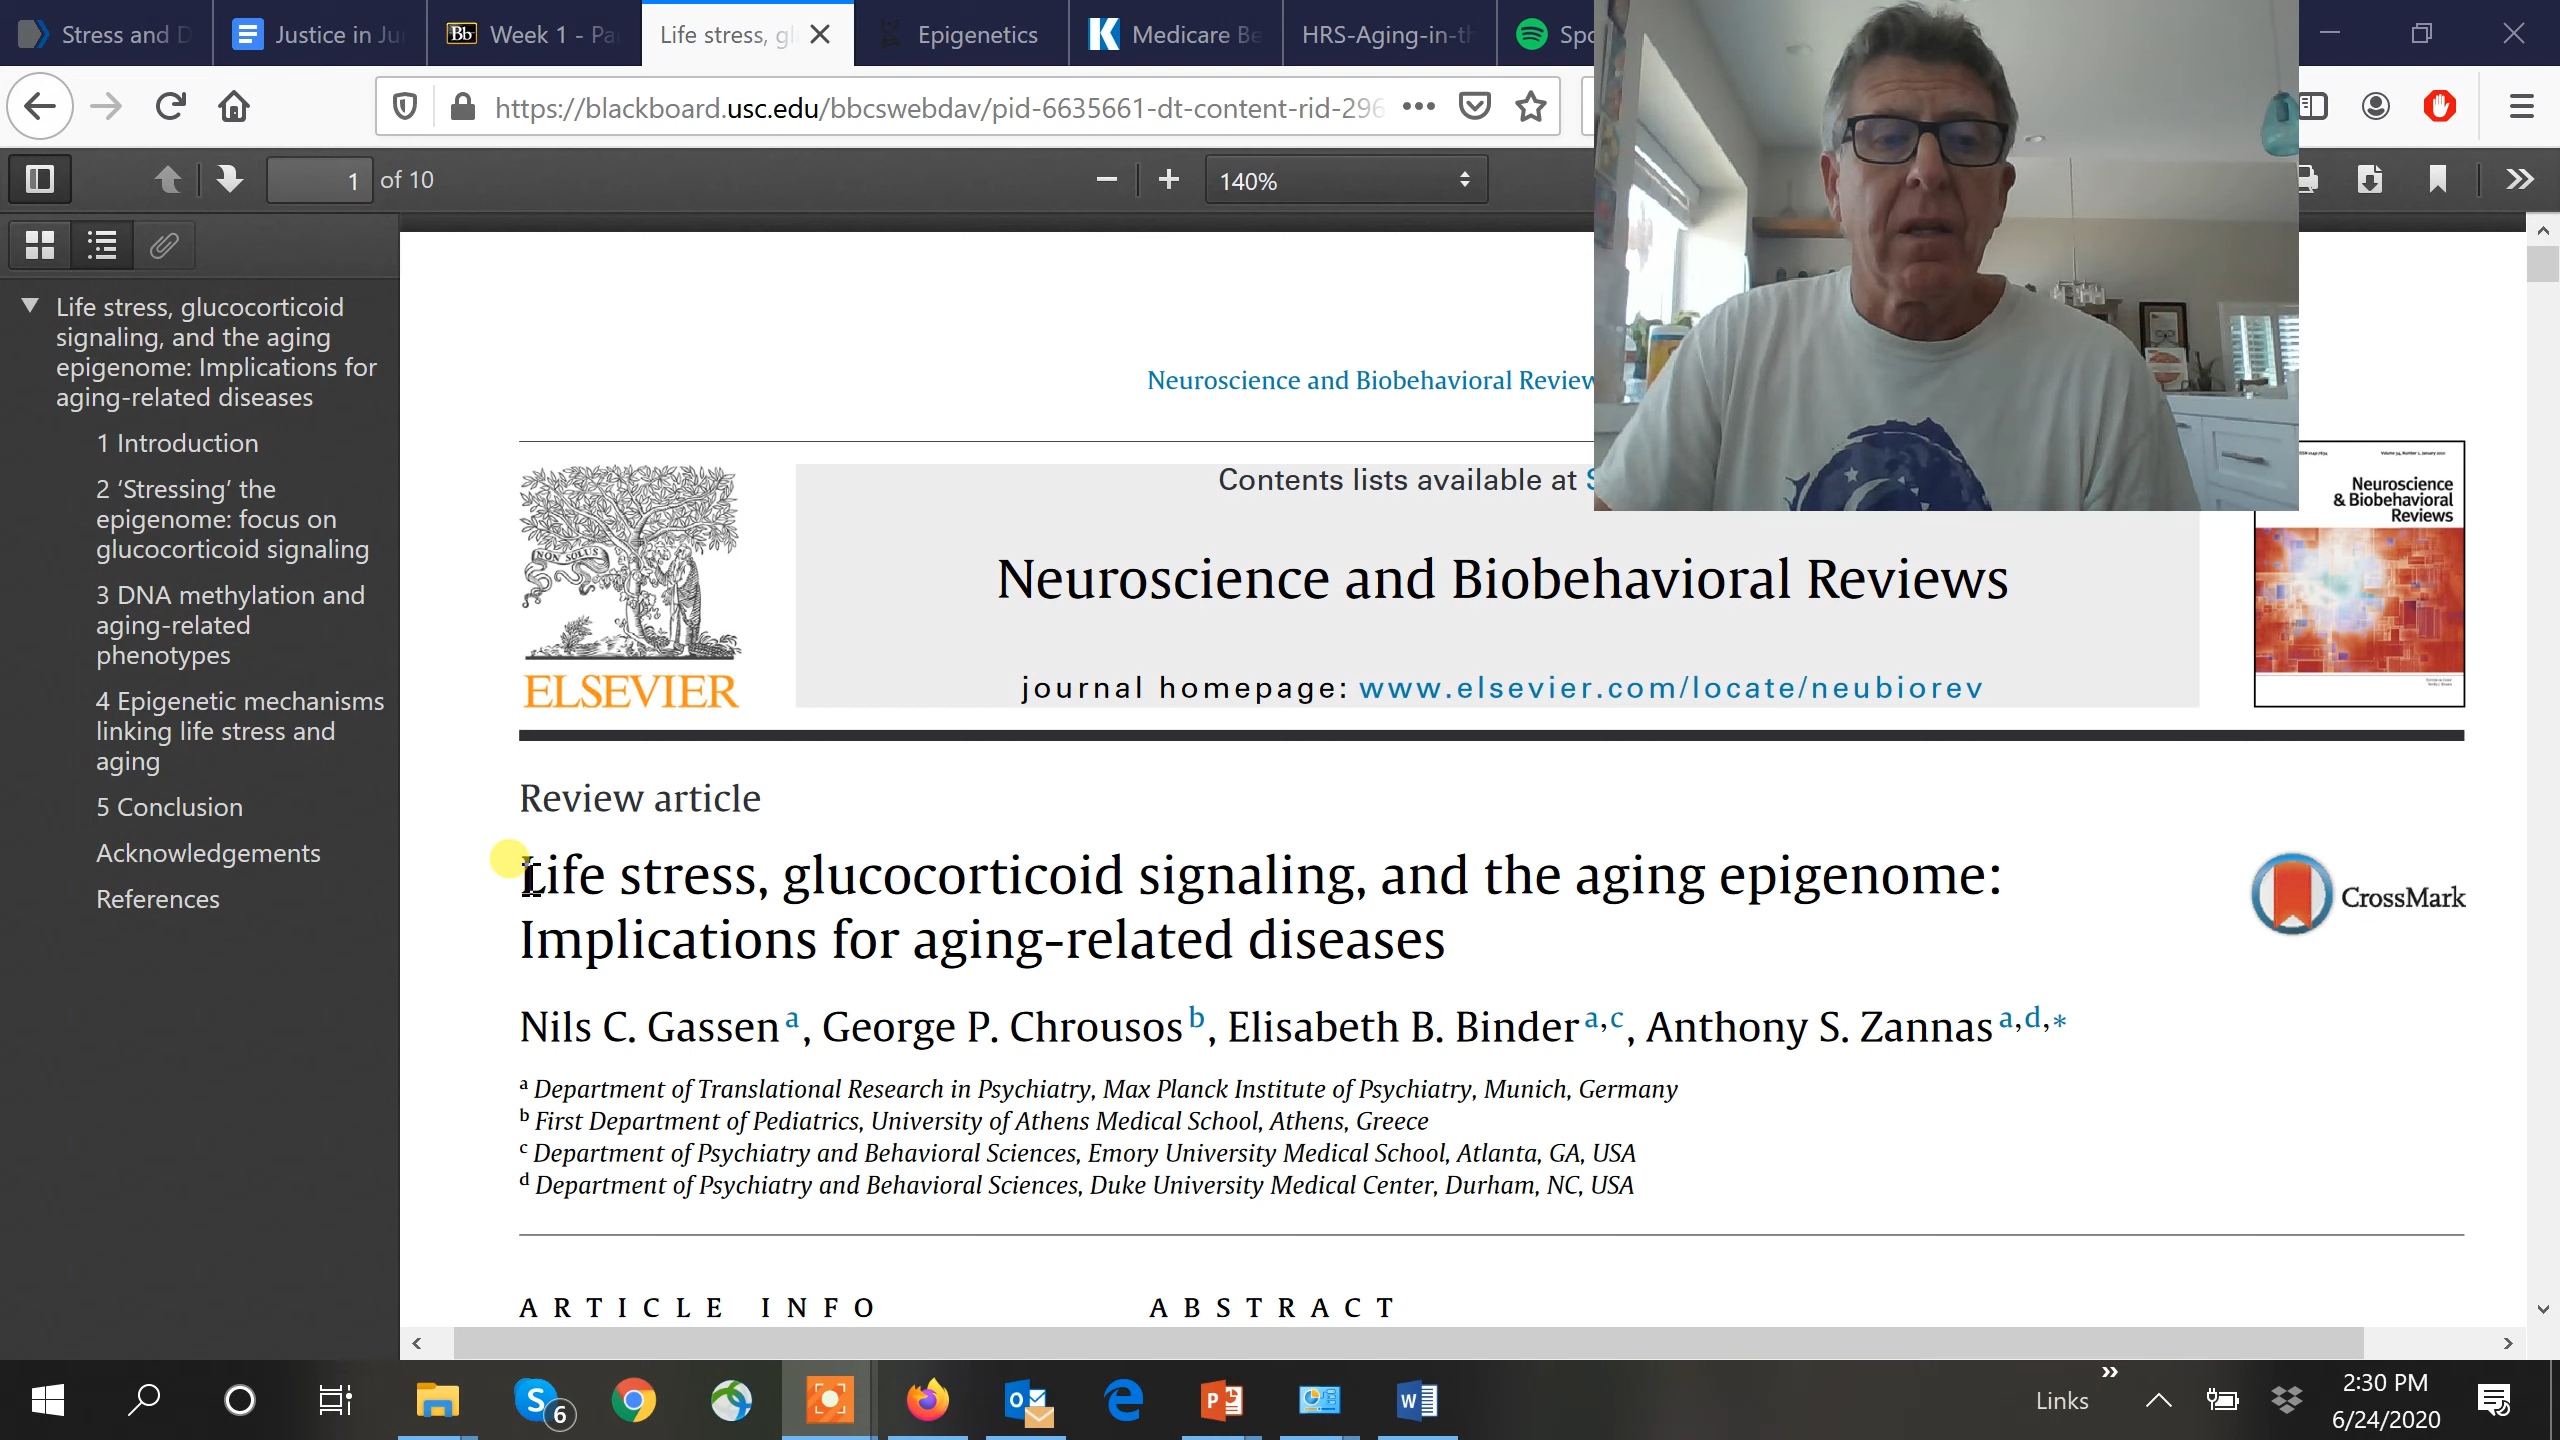 Stress and D
Justice in Ju
Bb Week 1 - Pa
Life stress, gl
Epigenetics
K Medicare Be
HRS-Aging-in-th
Spo
https://blackboard.usc.edu/bbcswebdav/pid-6635661-dt-content-rid-296
1 of 10
140%
Life stress, glucocorticoid
signaling, and the aging
epigenome: Implications for
aging-related diseases
1 Introduction
2 ‘Stressing’ the
epigenome: focus on
glucocorticoid signaling
3 DNA methylation and
aging-related
phenotypes
4 Epigenetic mechanisms
linking life stress and
aging
5 Conclusion
Acknowledgements
References
Neuroscience and Biobehavioral Review
Contents lists available at S
NON SOLUS
ELSEVIER
Neuroscience and Biobehavioral Reviews
journal homepage: www.elsevier.com/locate/neubiorev
Neuroscience
& Biobehavioral
Reviews
Review article
Life stress, glucocorticoid signaling, and the aging epigenome:
Implications for aging-related diseases
CrossMark
Nils C. Gassen a, George P. Chrousos b, Elisabeth B. Binder a,c, Anthony S. Zannas a,d,*
a Department of Translational Research in Psychiatry, Max Planck Institute of Psychiatry, Munich, Germany
b First Department of Pediatrics, University of Athens Medical School, Athens, Greece
c Department of Psychiatry and Behavioral Sciences, Emory University Medical School, Atlanta, GA, USA
d Department of Psychiatry and Behavioral Sciences, Duke University Medical Center, Durham, NC, USA
ARTICLE INFO
ABSTRACT
S 6
Links
2:30 PM
6/24/2020